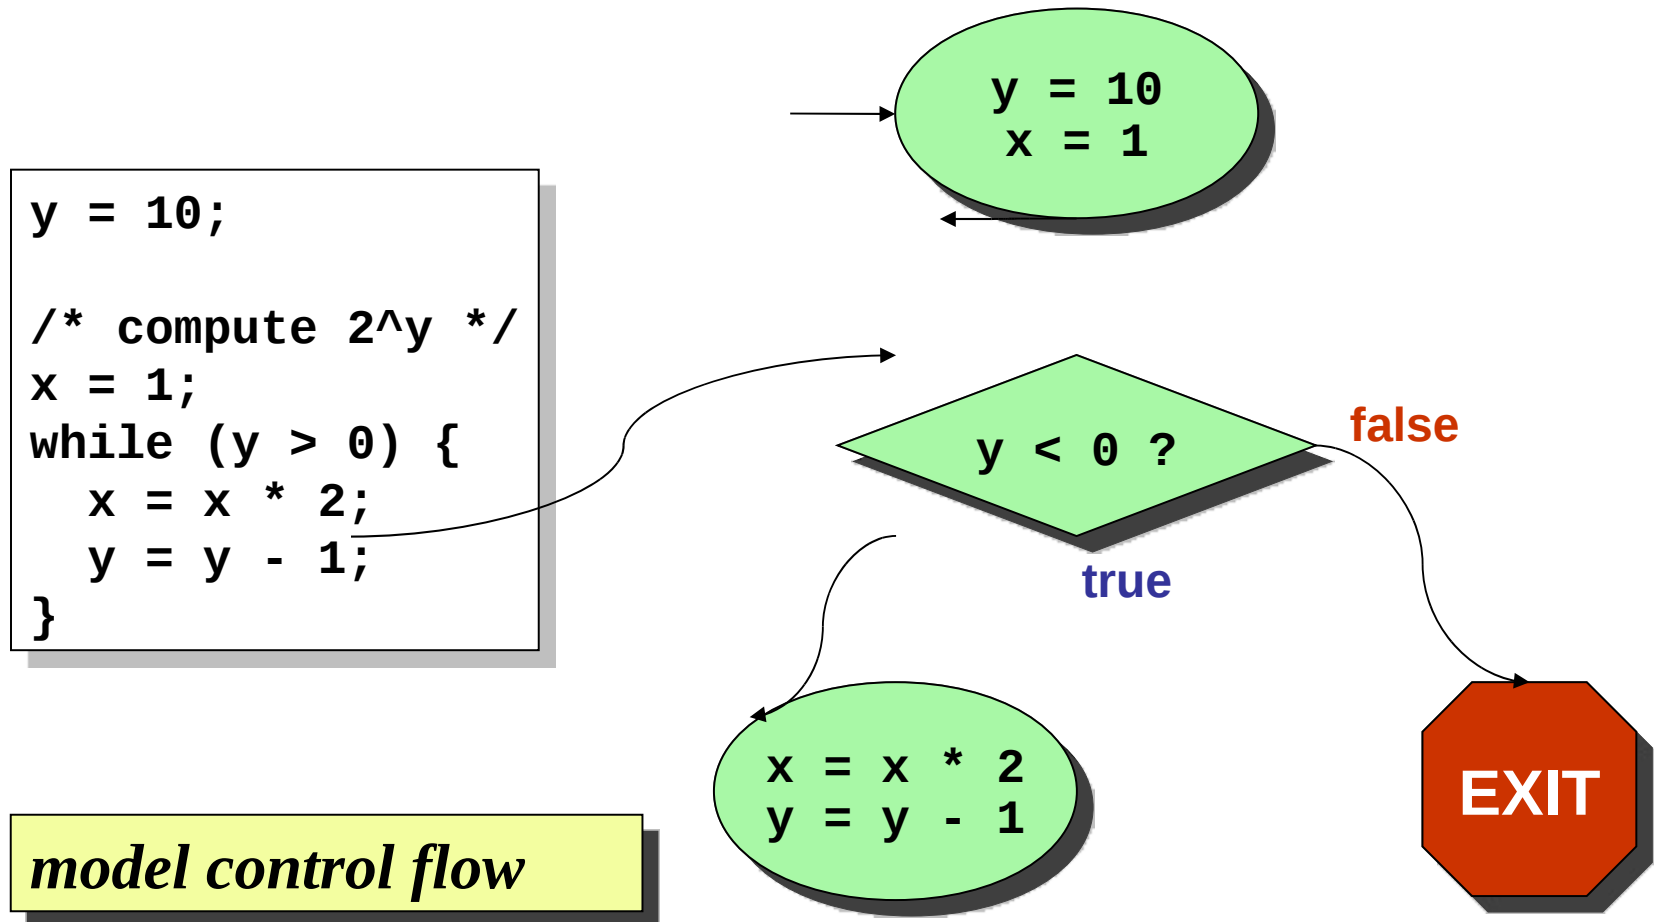 y = 10;
/* compute 2^y */
x = 1;
while (y > 0) {
x = x * 2;
y = y - 1;
}
y = 10
x = 1
y < 0 ?
false
true
x = x * 2
y = y - 1
EXIT
model control flow